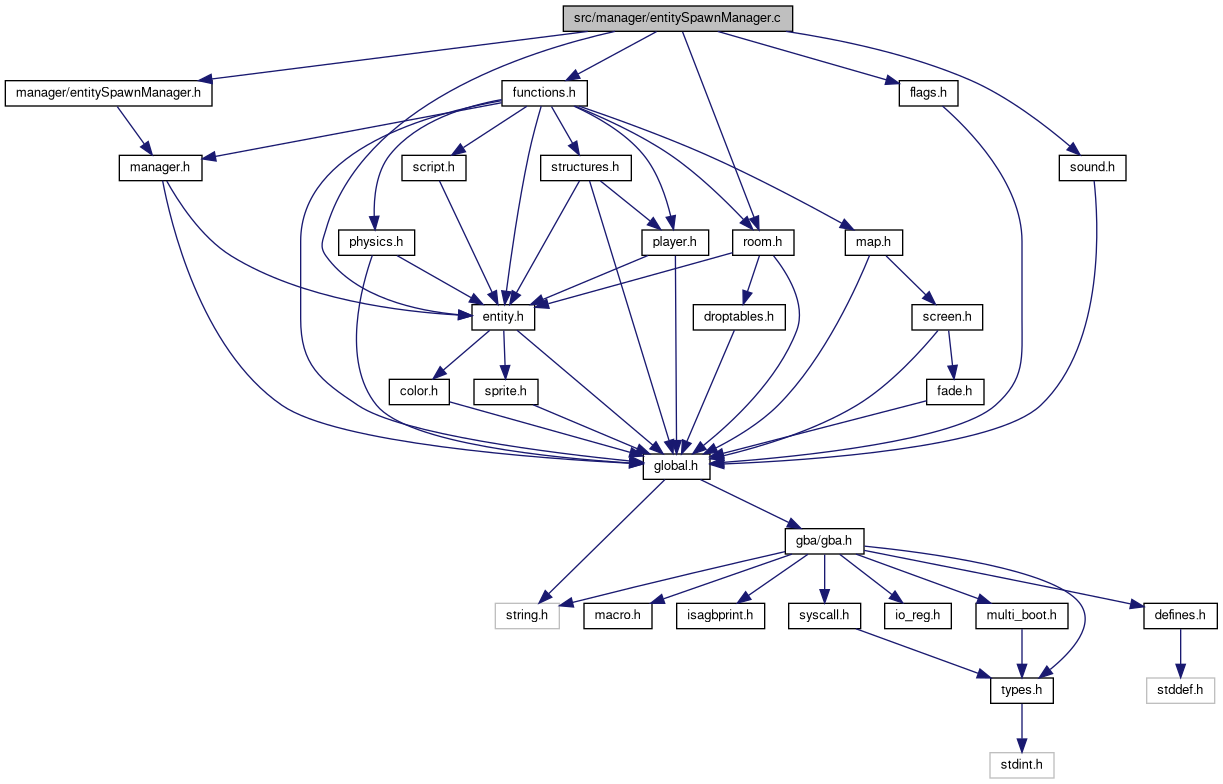 src/manager/entitySpawnManager.c
manager/entitySpawnManager.h
functions.h
flags.h
manager.h
script.h
structures.h
sound.h
physics.h
player.h
room.h
map.h
entity.h
droptables.h
screen.h
color.h
sprite.h
fade.h
global.h
gba/gba.h
string.h
macro.h
isagbprint.h
syscall.h
io_reg.h
multi_boot.h
defines.h
types.h
stddef.h
stdint.h